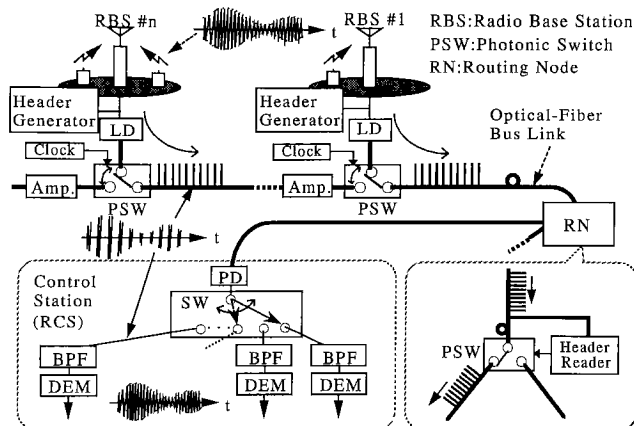 RBS #n
t
RBS #1
RBS:Radio Base Station
PSW:Photonic Switch
RN:Routing Node
Header
Generator
LD
Clock
Amp.
PSW
Header
Generator
LD
Clock
Amp.
PSW
Optical-Fiber
Bus Link
RN
t
Control
Station
(RCS)
PD
SW
BPF
DEM
BPF
DEM
BPF
DEM
t
PSW
Header
Reader